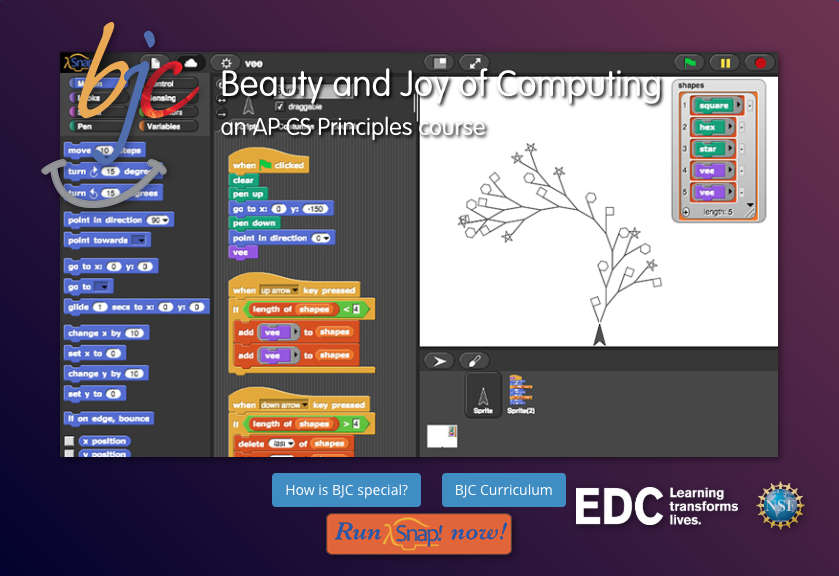 bjc
Beauty and Joy of Computing
an AP CS Principles course
Snap!
vee
draggable
Control
Sensing
Pen
Variables
move 10 steps
turn 15 degrees
turn 15 degrees
point in direction 90
point towards
go to x: 0 y: 0
go to
glide 1 secs to x: 0 y: 0
change x by 10
set x to 0
change y by 10
set y to 0
if on edge, bounce
x position
y position
when clicked
clear
pen up
go to x: 0 y: -150
pen down
point in direction 0
vee
when up arrow key pressed
if length of shapes < 4
add vee to shapes
add vee to shapes
when down arrow key pressed
if length of shapes > 4
delete last of shapes
shapes
1 square
2 hex
3 star
4 vee
5 vee
length: 5
Sprite
Sprite(2)
How is BJC special?
BJC Curriculum
Run Snap! now!
EDC
Learning
transforms
lives.
NSF